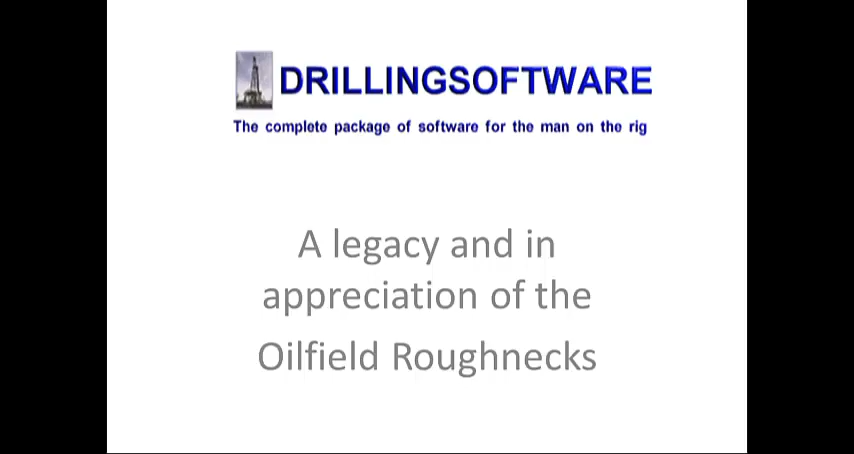 DRILLINGSOFTWARE
The complete package of software for the man on the rig
A legacy and in
appreciation of the
Oilfield Roughnecks